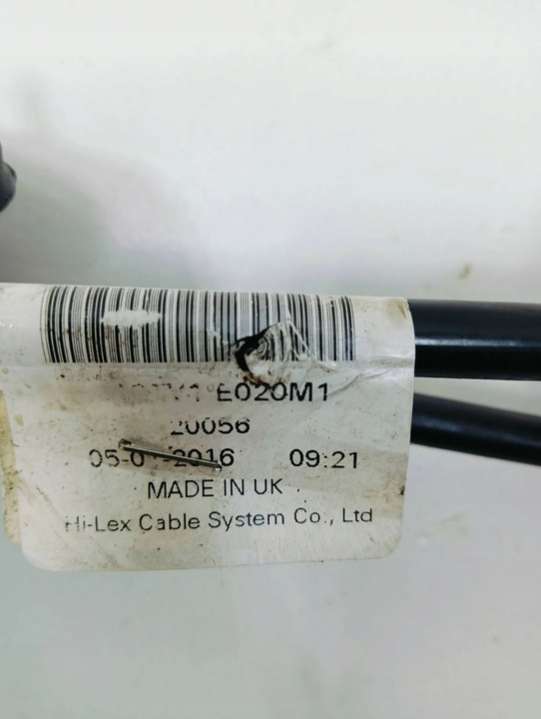 E020M1
20056
2016 09:21
MADE IN UK
Hi-Lex Cable System Co., Ltd